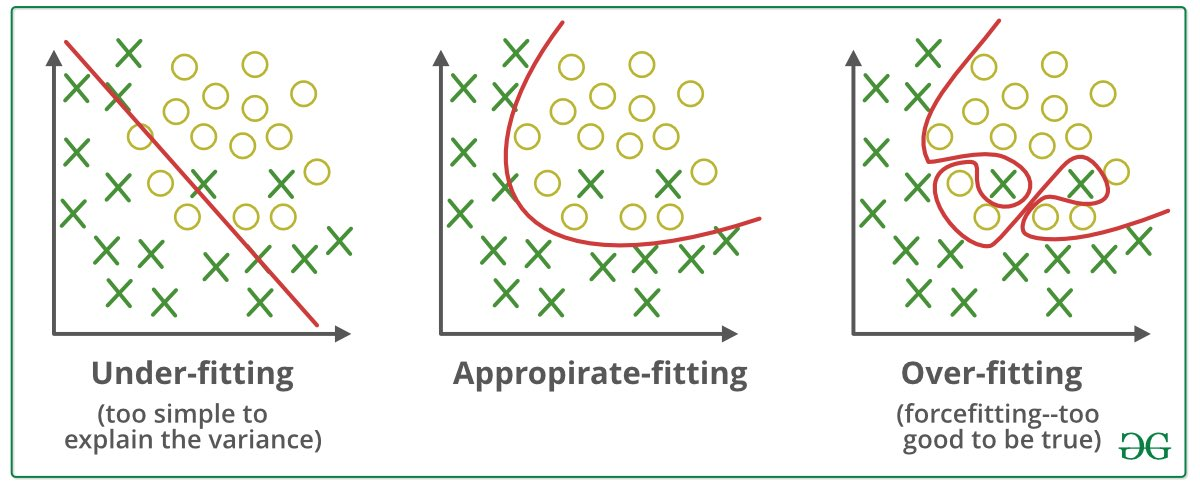 Under-fitting
(too simple to
explain the variance)
Appropirate-fitting
Over-fitting
(forcefitting--too
good to be true)